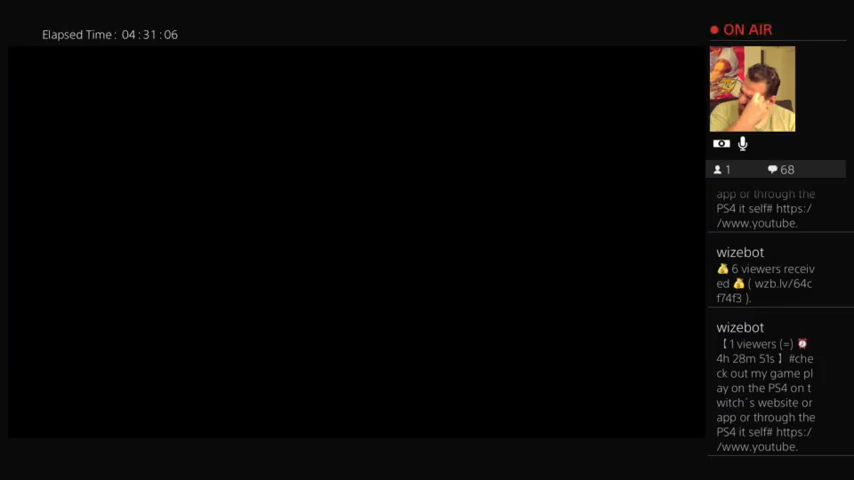 Elapsed Time: 04:31:06
ON AIR
1
68
app or through the
PS4 it self# https:/
/www.youtube.
wizebot
💰 6 viewers receiv
ed 💰 ( wzb.lv/64c
f74f3 ).
wizebot
【 1 viewers (=) ⏰
4h 28m 51s 】#che
ck out my game pl
ay on the PS4 on t
witch`s website or
app or through the
PS4 it self# https:/
/www.youtube.